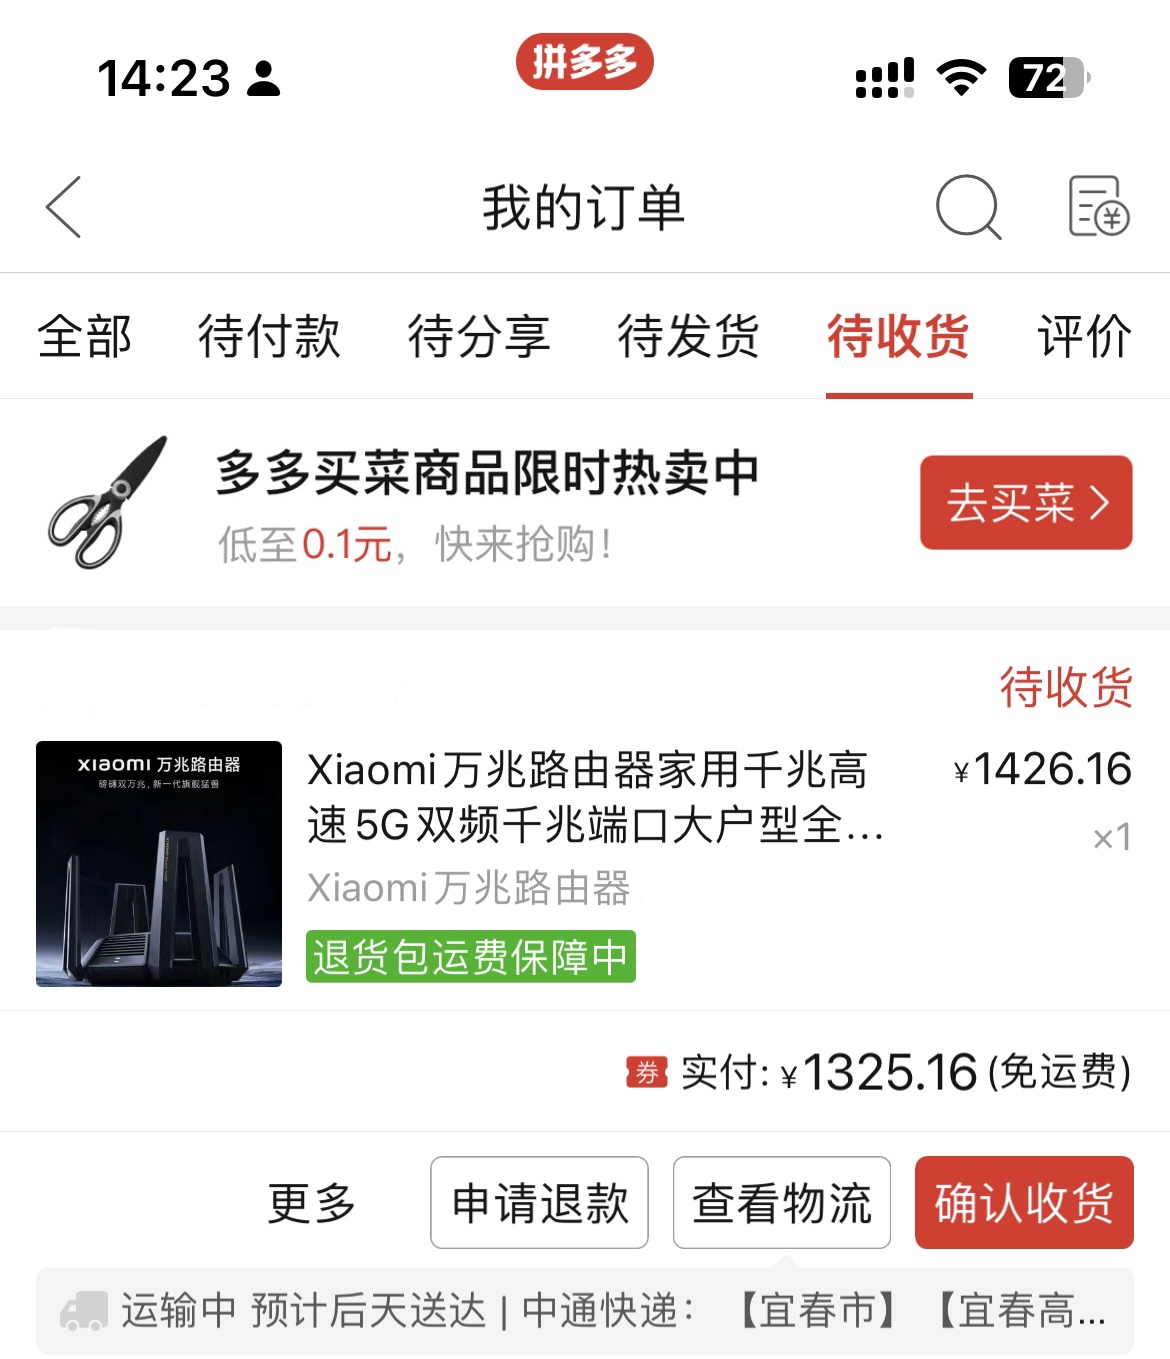 14:23
拼多多
72
我的订单
全部 待付款 待分享 待发货 待收货 评价
多多买菜商品限时热卖中
低至0.1元，快来抢购！
去买菜
待收货
xiaomi 万兆路由器
磅礴双万兆，新一代旗舰猛兽
Xiaomi万兆路由器家用千兆高
速5G双频千兆端口大户型全...
¥1426.16
×1
Xiaomi万兆路由器
退货包运费保障中
券 实付: ¥1325.16 (免运费)
更多 申请退款 查看物流 确认收货
运输中 预计后天送达 | 中通快递：【宜春市】【宜春高...